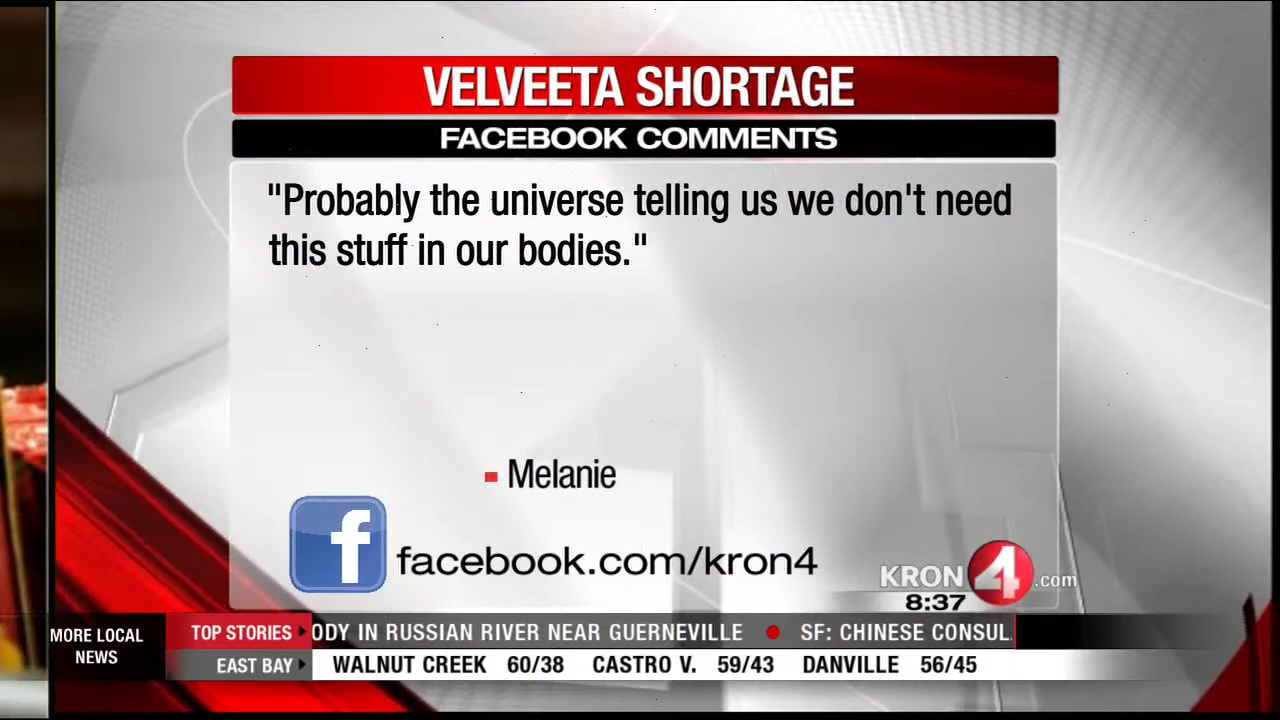 VELVEETA SHORTAGE
FACEBOOK COMMENTS
"Probably the universe telling us we don't need
this stuff in our bodies."
- Melanie
f facebook.com/kron4
KRON 4.com
8:37
MORE LOCAL
NEWS
TOP STORIES ODY IN RUSSIAN RIVER NEAR GUERNEVILLE • SF: CHINESE CONSUL
EAST BAY WALNUT CREEK 60/38 CASTRO V. 59/43 DANVILLE 56/45